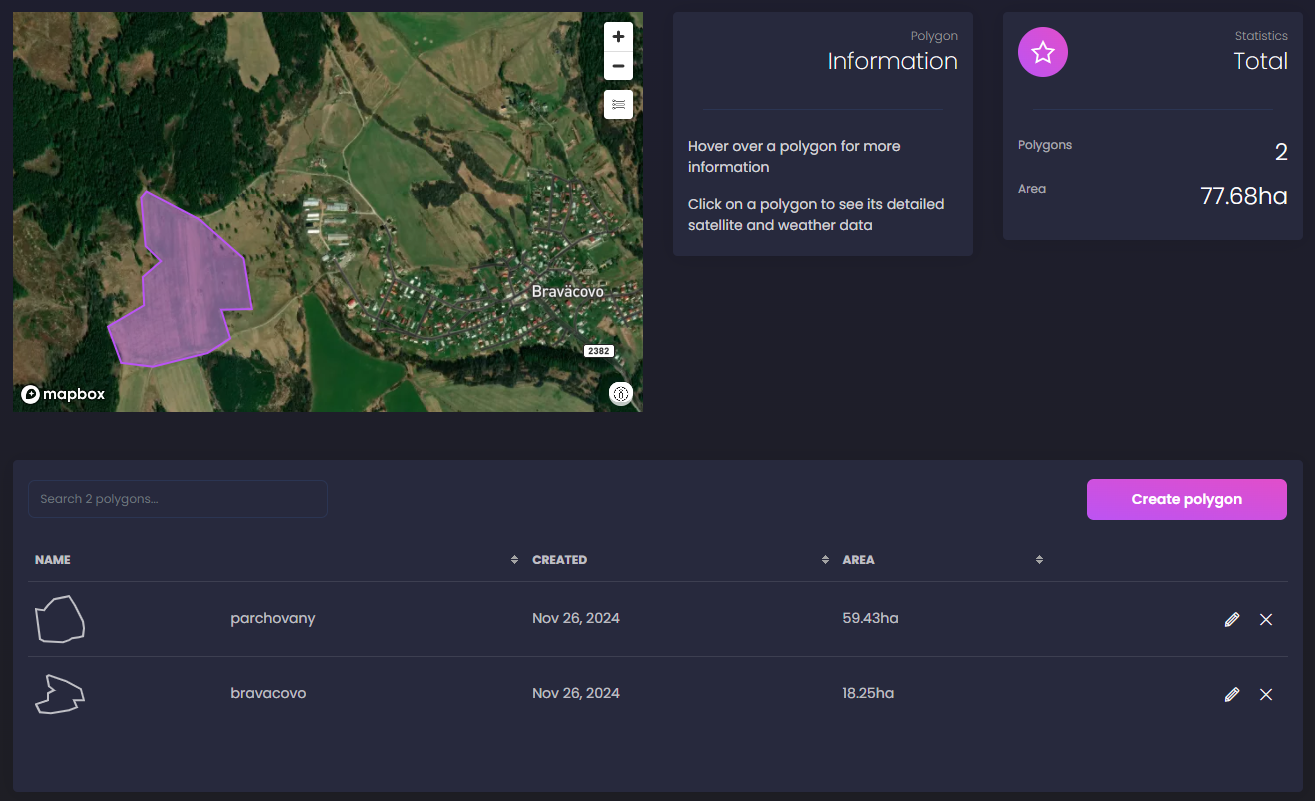 Braväcovo
2382
mapbox
Polygon
Information
Hover over a polygon for more
information
Click on a polygon to see its detailed
satellite and weather data
Statistics
Total
Polygons
2
Area
77.68ha
Search 2 polygons...
Create polygon
NAME
CREATED
AREA
parchovany
Nov 26, 2024
59.43ha
bravacovo
Nov 26, 2024
18.25ha